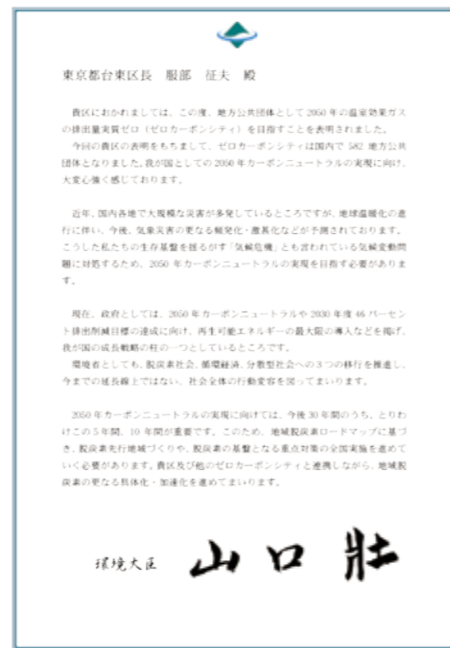 東京都台東区長　服部　征夫　殿
貴区におかれましては、この度、地方公共団体として2050年の温室効果ガス
の排出量実質ゼロ（ゼロカーボンシティ）を目指すことを表明されました。
今回の貴区の表明をもちまして、ゼロカーボンシティは国内で 582 地方公共
団体となりました。我が国としての2050年カーボンニュートラルの実現に向け、
大変心強く感じております。
近年、国内各地で大規模な災害が多発しているところですが、地球温暖化の進
行に伴い、今後、気象災害の更なる頻発化・激甚化などが予測されております。
こうした私たちの生存基盤を揺るがす「気候危機」とも言われている気候変動問
題に対処するため、2050年カーボンニュートラルの実現を目指す必要がありま
す。
現在、政府としては、2050年カーボンニュートラルや2030年度46パーセン
ト排出削減目標の達成に向け、再生可能エネルギーの最大限の導入などを掲げ、
我が国の成長戦略の柱の一つとしているところです。
環境省としても、脱炭素社会、循環経済、分散型社会への３つの移行を推進し、
今までの延長線上ではない、社会全体の行動変容を図ってまいります。
2050年カーボンニュートラルの実現に向けては、今後30年間のうち、とりわ
けこの5年間、10年間が重要です。このため、地域脱炭素ロードマップに基づ
き、脱炭素先行地域づくりや、脱炭素の基盤となる重点対策の全国実施を進めて
いく必要があります。貴区及び他のゼロカーボンシティと連携しながら、地域脱
炭素の更なる具体化・加速化を進めてまいります。
環境大臣　山口　壯